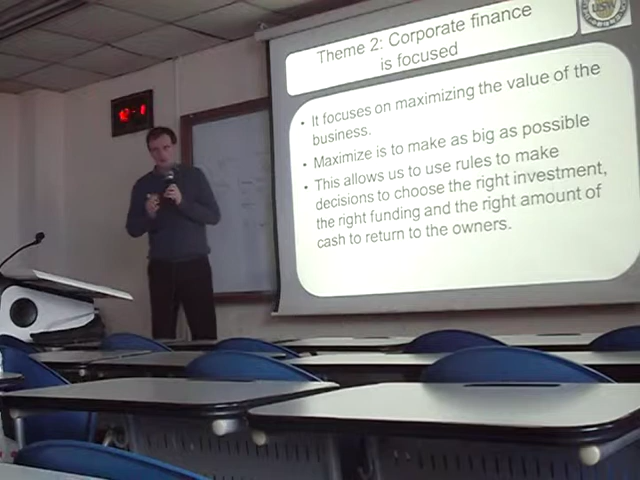 Theme 2: Corporate finance
is focused
• It focuses on maximizing the value of the
business.
• Maximize is to make as big as possible
• This allows us to use rules to make
decisions to choose the right investment,
the right funding and the right amount of
cash to return to the owners.
USW